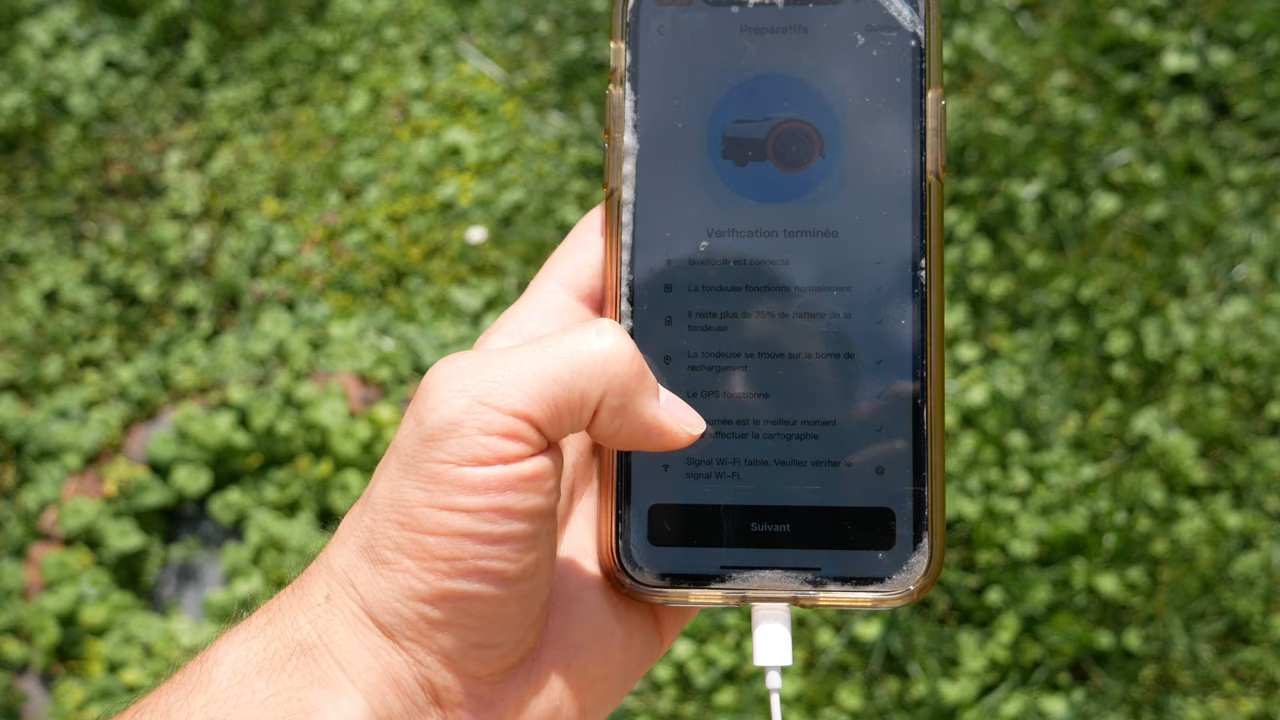 Préparatifs
Quitter
Vérification terminée
Bluetooth est connecté
La tondeuse fonctionne normalement
Il reste plus de 25% de batterie de la
tondeuse
La tondeuse se trouve sur la borne de
rechargement
Le GPS fonctionne
urnée est le meilleur moment
effectuer la cartographie
Signal Wi-Fi faible. Veuillez vérifier le
signal Wi-Fi.
Suivant